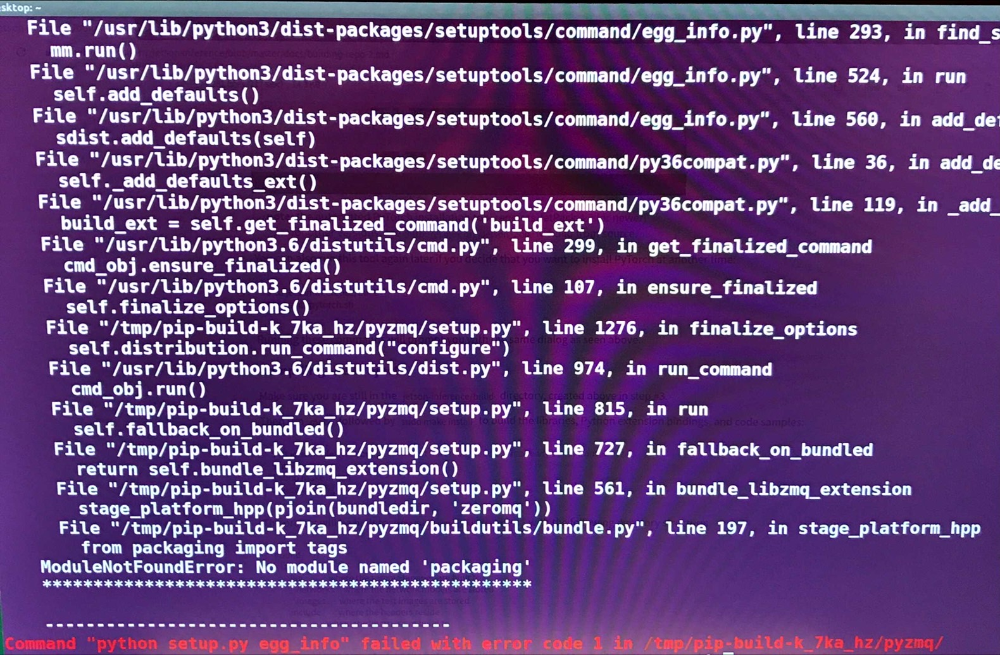 sktop: ~
File "/usr/lib/python3/dist-packages/setuptools/command/egg_info.py", line 293, in find_s
mm.run()
File "/usr/lib/python3/dist-packages/setuptools/command/egg_info.py", line 524, in run
self.add_defaults()
File "/usr/lib/python3/dist-packages/setuptools/command/egg_info.py", line 560, in add_def
sdist.add_defaults(self)
File "/usr/lib/python3/dist-packages/setuptools/command/py36compat.py", line 36, in add_de
self._add_defaults_ext()
File "/usr/lib/python3/dist-packages/setuptools/command/py36compat.py", line 119, in _add_
build_ext = self.get_finalized_command('build_ext')
File "/usr/lib/python3.6/distutils/cmd.py", line 299, in get_finalized_command
cmd_obj.ensure_finalized()
File "/usr/lib/python3.6/distutils/cmd.py", line 107, in ensure_finalized
self.finalize_options()
File "/tmp/pip-build-k_7ka_hz/pyzmq/setup.py", line 1276, in finalize_options
self.distribution.run_command("configure")
File "/usr/lib/python3.6/distutils/dist.py", line 974, in run_command
cmd_obj.run()
File "/tmp/pip-build-k_7ka_hz/pyzmq/setup.py", line 815, in run
self.fallback_on_bundled()
File "/tmp/pip-build-k_7ka_hz/pyzmq/setup.py", line 727, in fallback_on_bundled
return self.bundle_libzmq_extension()
File "/tmp/pip-build-k_7ka_hz/pyzmq/setup.py", line 561, in bundle_libzmq_extension
stage_platform_hpp(pjoin(bundledir, 'zeromq'))
File "/tmp/pip-build-k_7ka_hz/pyzmq/buildutils/bundle.py", line 197, in stage_platform_hpp
from packaging import tags
ModuleNotFoundError: No module named 'packaging'
************************************************
----------------------------------------
Command "python setup.py egg_info" failed with error code 1 in /tmp/pip-build-k_7ka_hz/pyzmq/